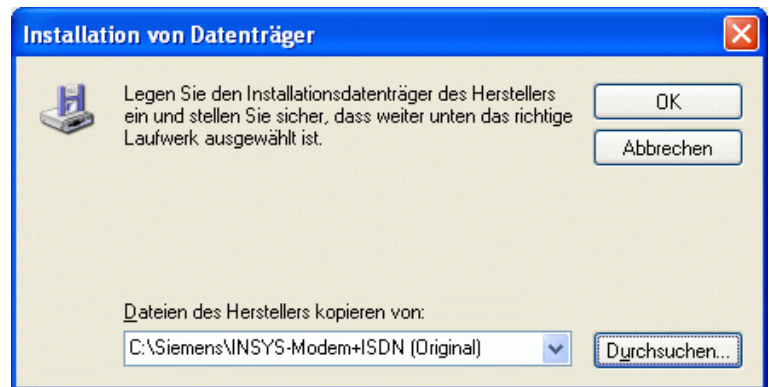 Installation von Datenträger
Legen Sie den Installationsdatenträger des Herstellers
ein und stellen Sie sicher, dass weiter unten das richtige
Laufwerk ausgewählt ist.
OK
Abbrechen
Dateien des Herstellers kopieren von:
C:\Siemens\INSYS-Modem+ISDN (Original)
Durchsuchen...